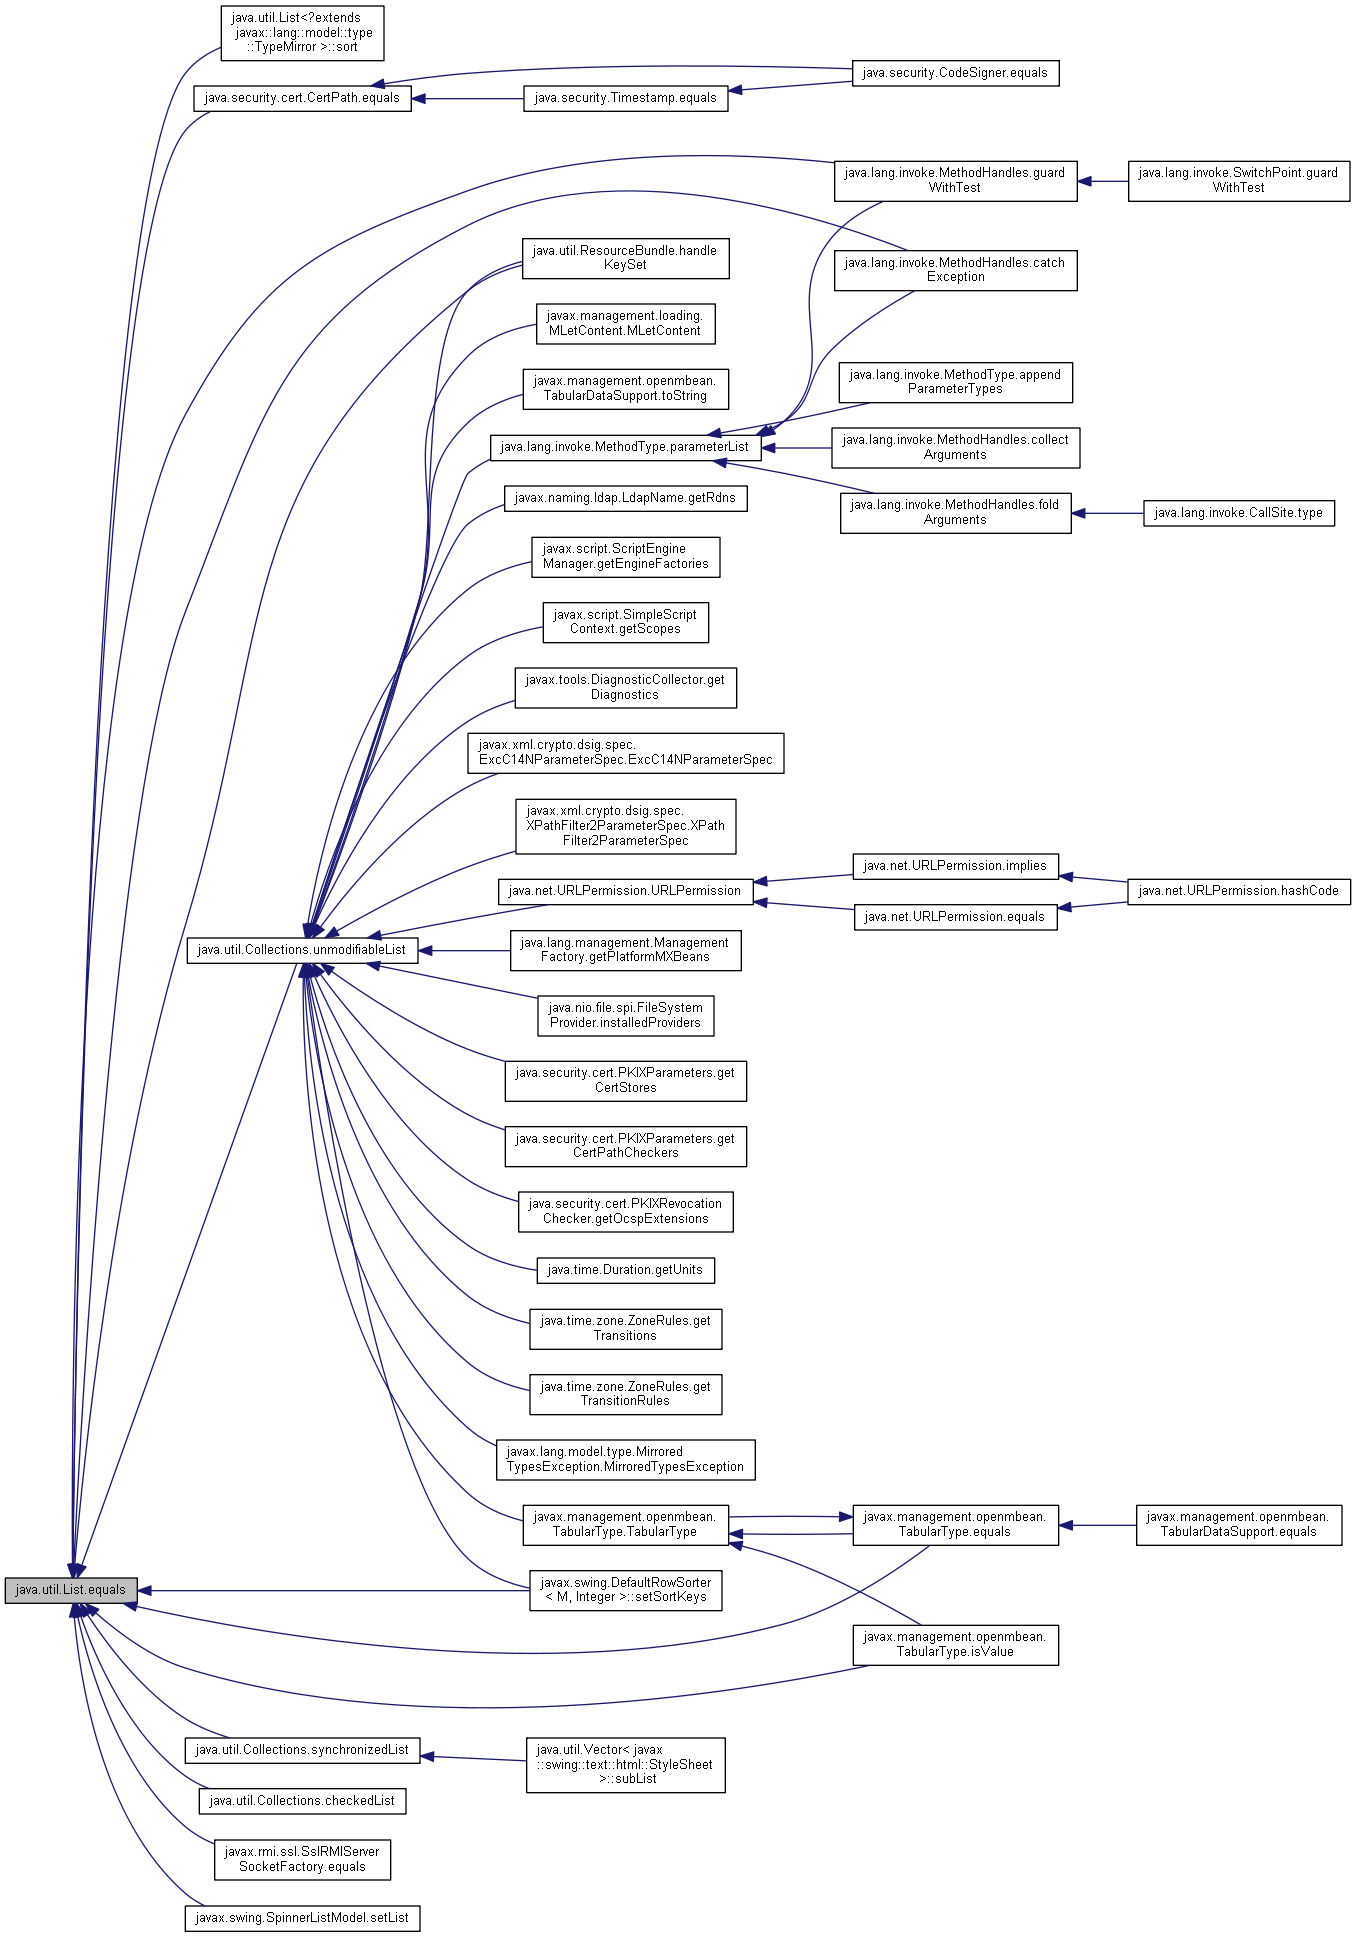 java.util.List<?extends
javax::lang::model::type
::TypeMirror >::sort
java.security.CodeSigner.equals
java.security.cert.CertPath.equals
java.security.Timestamp.equals
java.lang.invoke.MethodHandles.guard
WithTest
java.lang.invoke.SwitchPoint.guard
WithTest
java.util.ResourceBundle.handle
KeySet
java.lang.invoke.MethodHandles.catch
Exception
javax.management.loading.
MLetContent.MLetContent
javax.management.openmbean.
TabularDataSupport.toString
java.lang.invoke.MethodType.append
ParameterTypes
java.lang.invoke.MethodType.parameterList
java.lang.invoke.MethodHandles.collect
Arguments
javax.naming.ldap.LdapName.getRdns
java.lang.invoke.MethodHandles.fold
Arguments
java.lang.invoke.CallSite.type
javax.script.ScriptEngine
Manager.getEngineFactories
javax.script.SimpleScript
Context.getScopes
javax.tools.DiagnosticCollector.get
Diagnostics
javax.xml.crypto.dsig.spec.
ExcC14NParameterSpec.ExcC14NParameterSpec
javax.xml.crypto.dsig.spec.
XPathFilter2ParameterSpec.XPath
Filter2ParameterSpec
java.net.URLPermission.URLPermission
java.net.URLPermission.implies
java.net.URLPermission.equals
java.net.URLPermission.hashCode
java.util.Collections.unmodifiableList
java.lang.management.Management
Factory.getPlatformMXBeans
java.nio.file.spi.FileSystem
Provider.installedProviders
java.security.cert.PKIXParameters.get
CertStores
java.security.cert.PKIXParameters.get
CertPathCheckers
java.security.cert.PKIXRevocation
Checker.getOcspExtensions
java.time.Duration.getUnits
java.time.zone.ZoneRules.get
Transitions
java.time.zone.ZoneRules.get
TransitionRules
javax.lang.model.type.Mirrored
TypesException.MirroredTypesException
javax.management.openmbean.
TabularType.TabularType
javax.management.openmbean.
TabularType.equals
javax.management.openmbean.
TabularDataSupport.equals
java.util.List.equals
javax.swing.DefaultRowSorter
< M, Integer >::setSortKeys
javax.management.openmbean.
TabularType.isValue
java.util.Collections.synchronizedList
java.util.Vector< javax
::swing::text::html::StyleSheet
>::subList
java.util.Collections.checkedList
javax.rmi.ssl.SslRMIServer
SocketFactory.equals
javax.swing.SpinnerListModel.setList